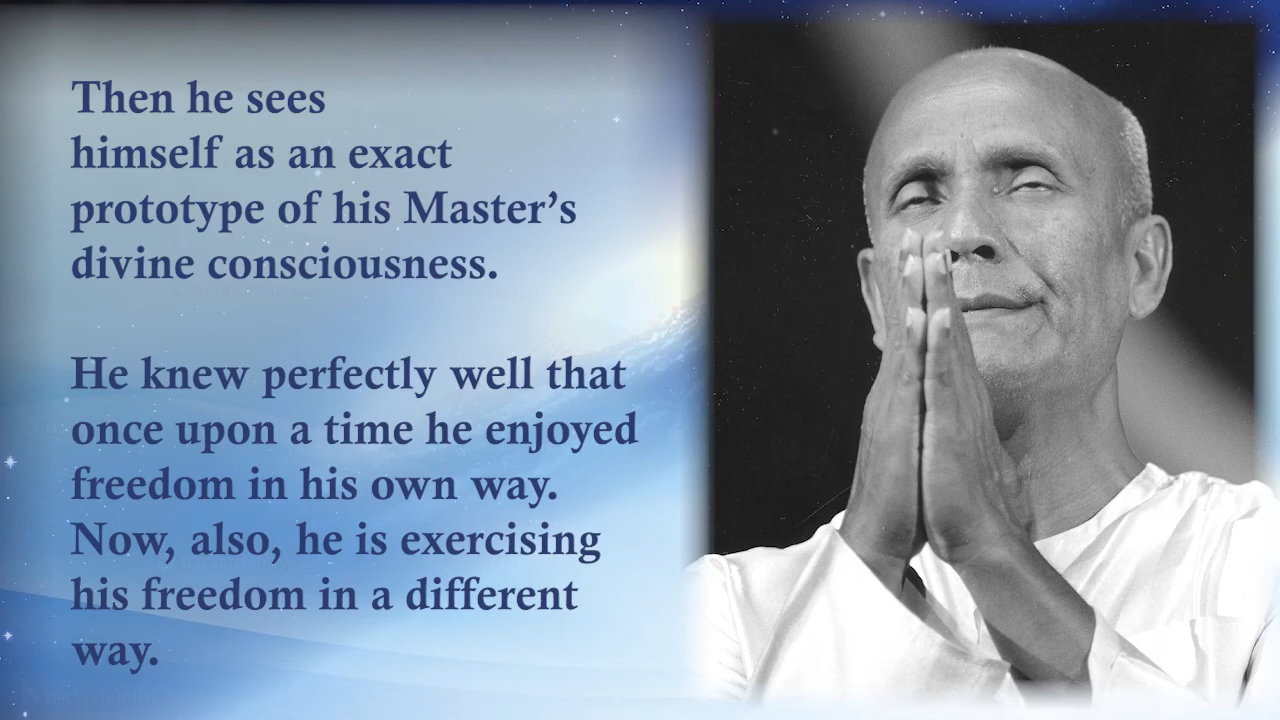 Then he sees
himself as an exact
prototype of his Master’s
divine consciousness.
He knew perfectly well that
once upon a time he enjoyed
freedom in his own way.
Now, also, he is exercising
his freedom in a different
way.